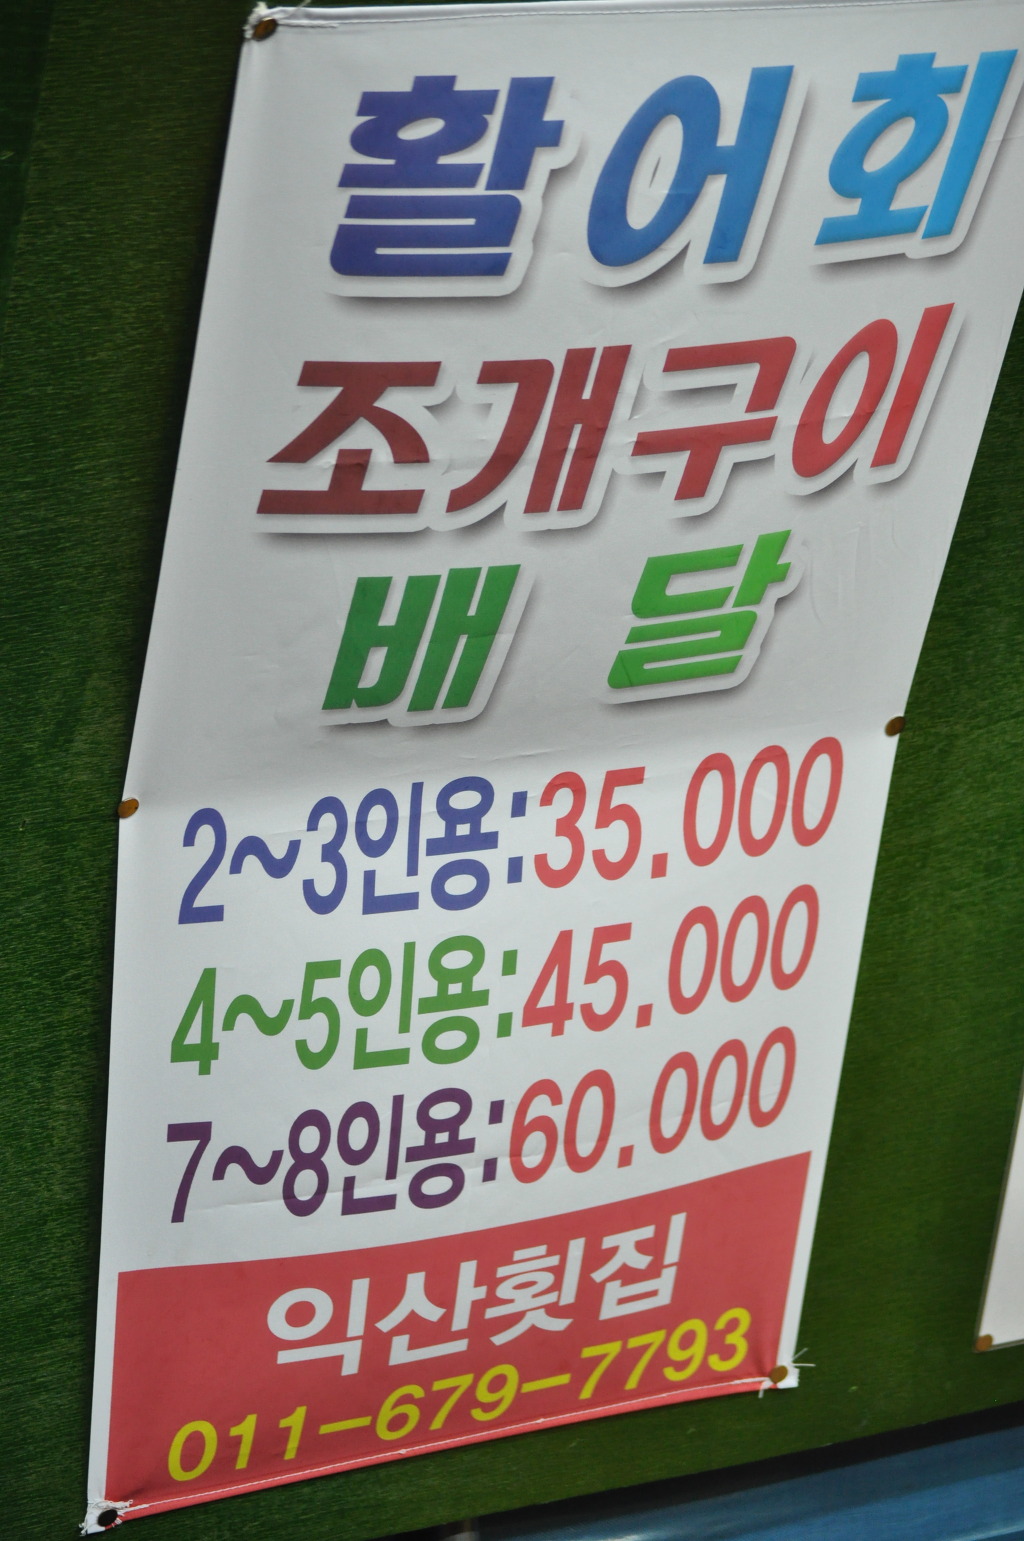 활어회
조개구이
배달
2~3인용:35.000
4~5인용:45.000
7~8인용:60.000
익산횟집
011-679-7793